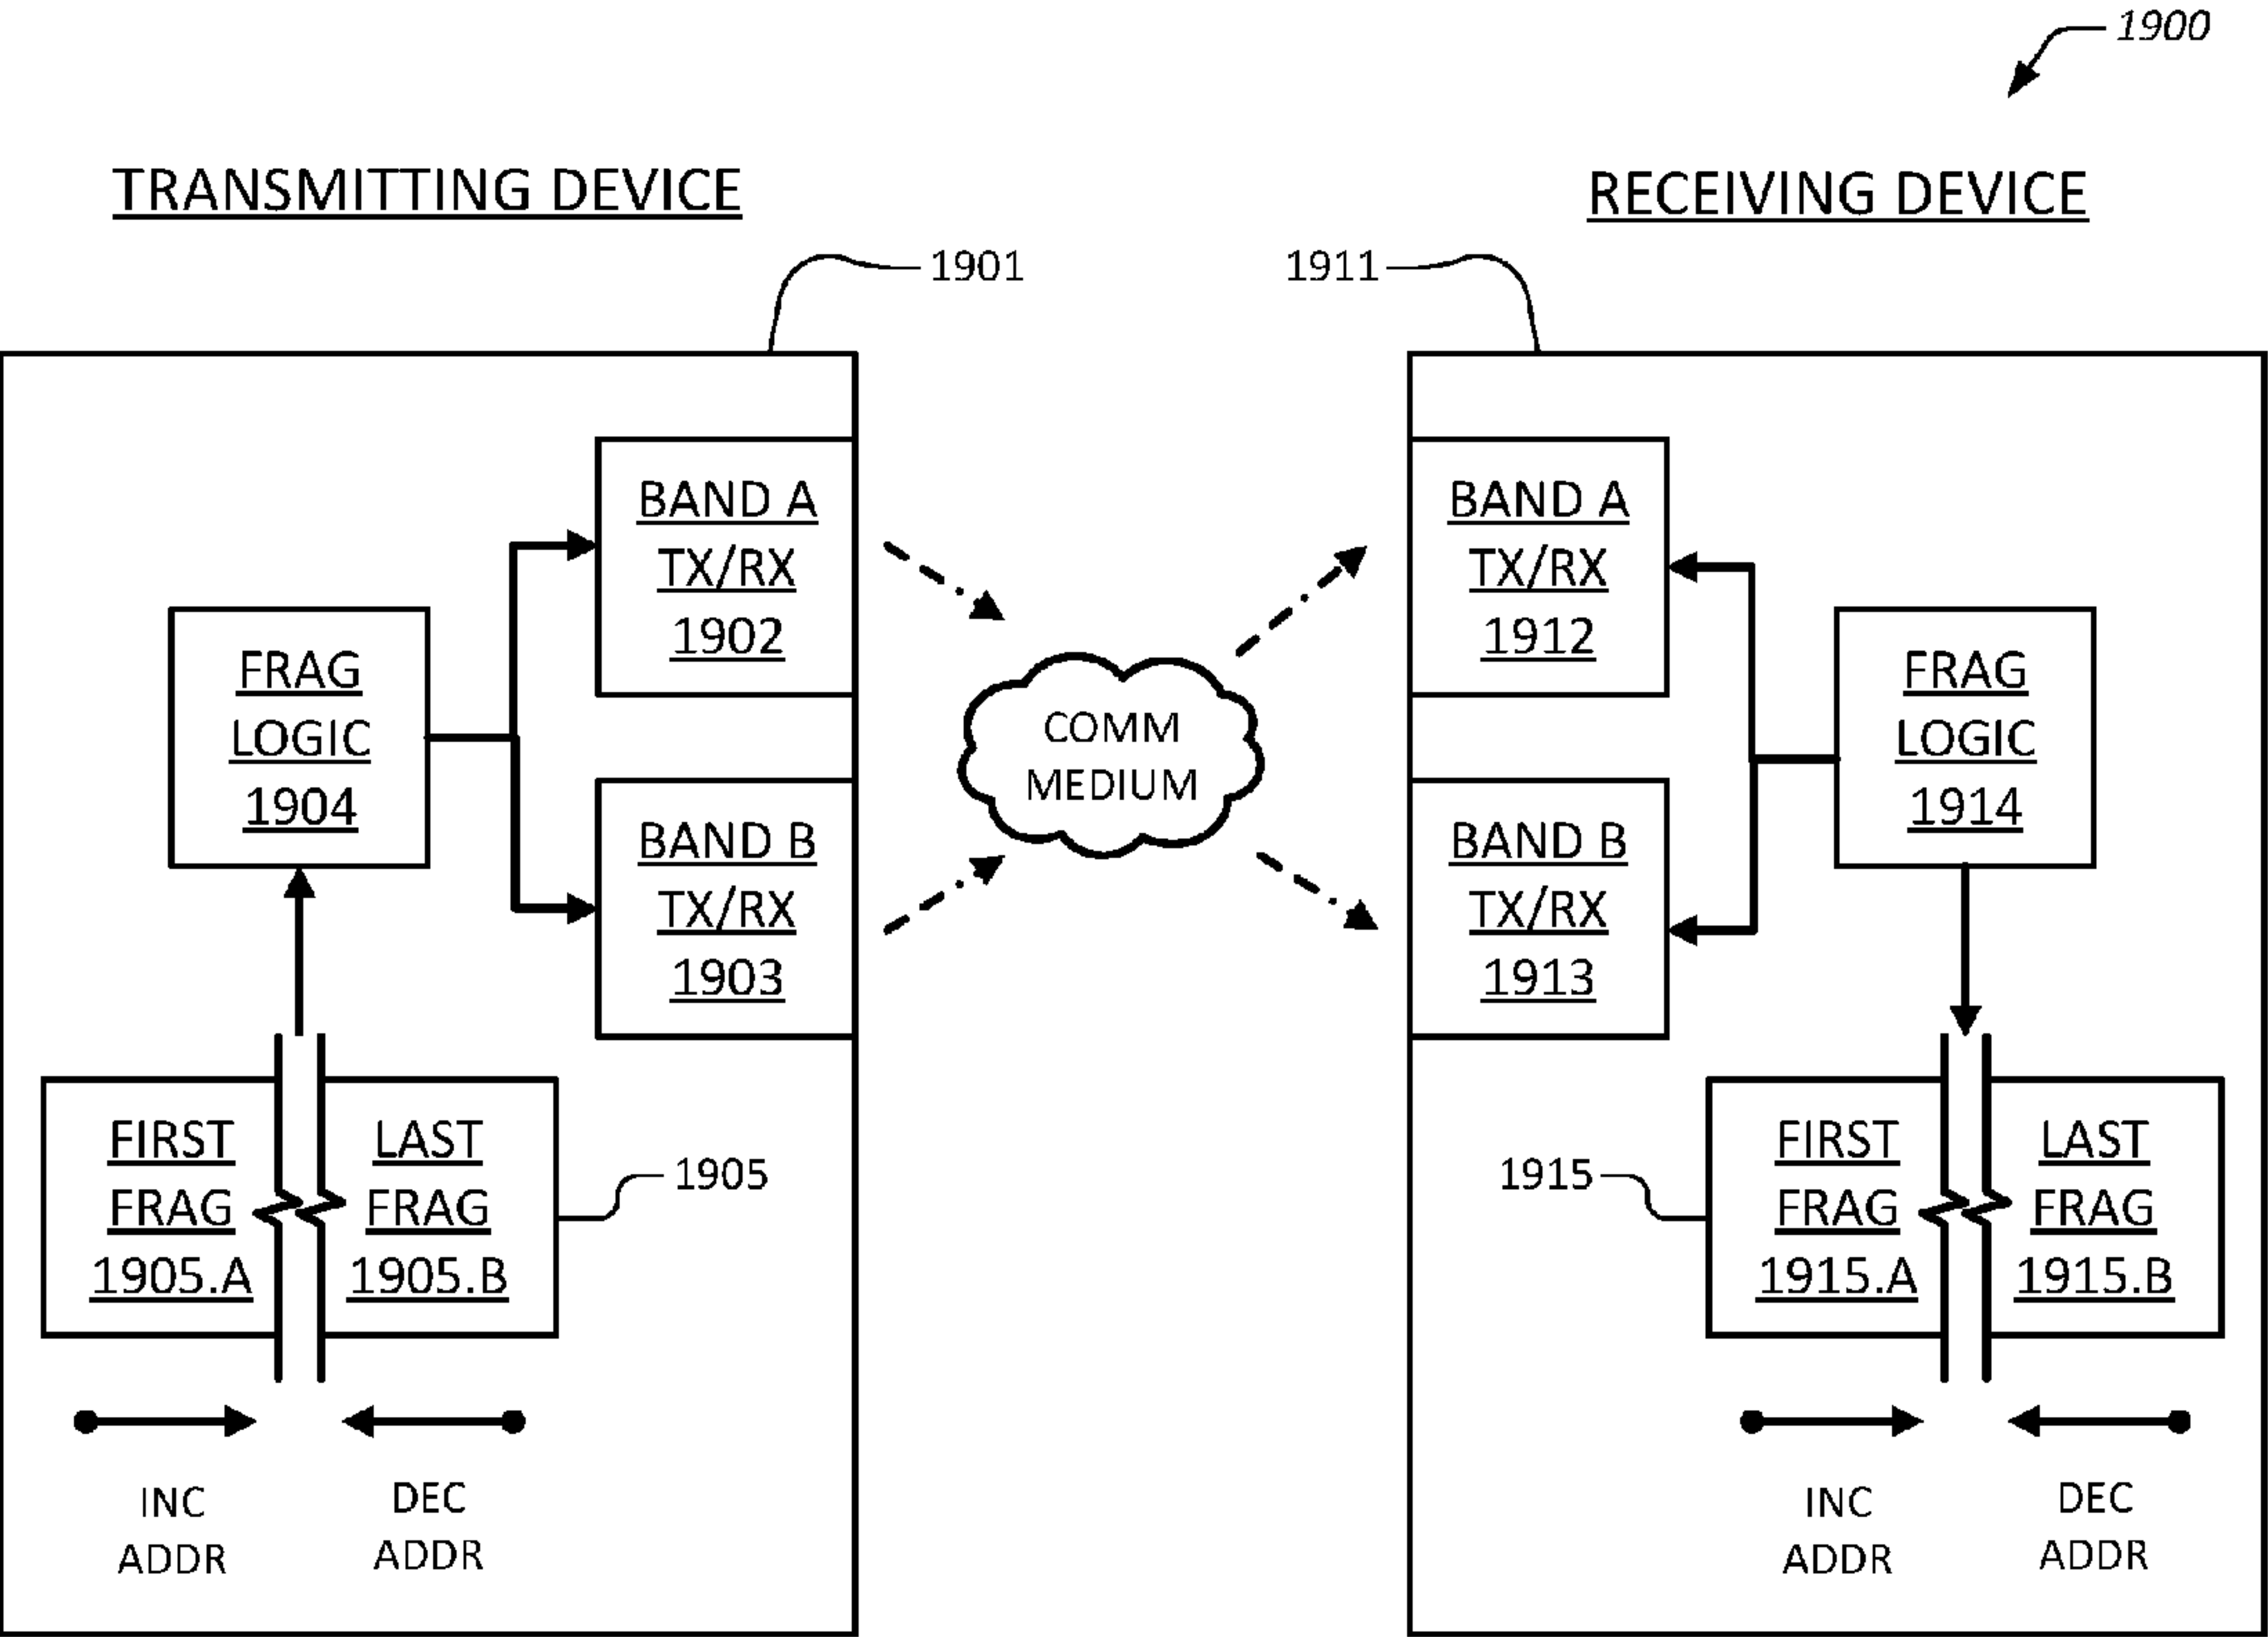 1900
TRANSMITTING DEVICE
RECEIVING DEVICE
1901
1911
BAND A
TX/RX
1902
BAND A
TX/RX
1912
FRAG
LOGIC
1904
COMM
MEDIUM
FRAG
LOGIC
1914
BAND B
TX/RX
1903
BAND B
TX/RX
1913
FIRST
FRAG
1905.A
LAST
FRAG
1905.B
1905
1915
FIRST
FRAG
1915.A
LAST
FRAG
1915.B
INC
ADDR
DEC
ADDR
INC
ADDR
DEC
ADDR